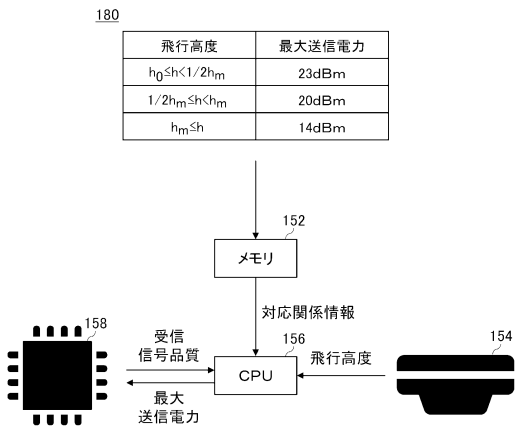 180
飛行高度 最大送信電力
h0≤h<1/2hm 23dBm
1/2hm≤h<hm 20dBm
hm≤h 14dBm
152
メモリ
対応関係情報
158
受信
信号品質
156
CPU
飛行高度
154
最大
送信電力